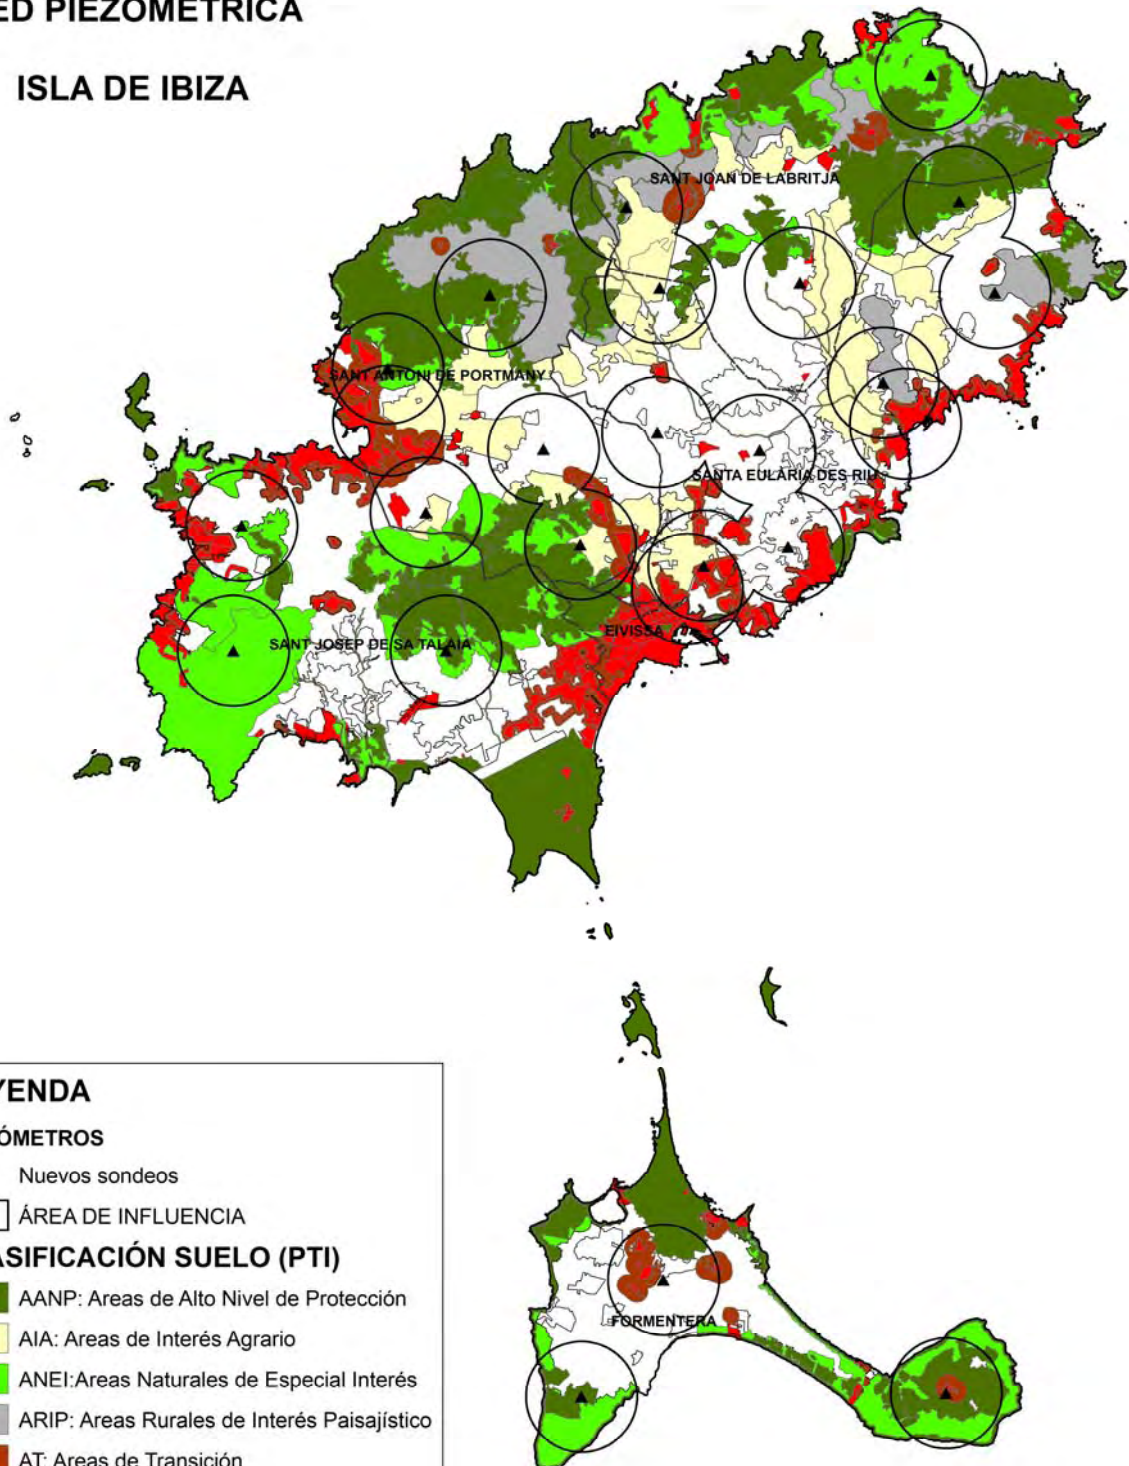 ED PIEZOMÉTRICA
ISLA DE IBIZA
SANT JOAN DE LABRITJA
SANT ANTONI DE PORTMANY
SANTA EULARIA DES RIU
EIVISSA
SANT JOSEP DE SA TALAIA
YENDA
ÓMETROS
Nuevos sondeos
ÁREA DE INFLUENCIA
ASIFICACIÓN SUELO (PTI)
AANP: Areas de Alto Nivel de Protección
AIA: Areas de Interés Agrario
ANEI:Areas Naturales de Especial Interés
ARIP: Areas Rurales de Interés Paisajístico
AT: Areas de Transición
FORMENTERA